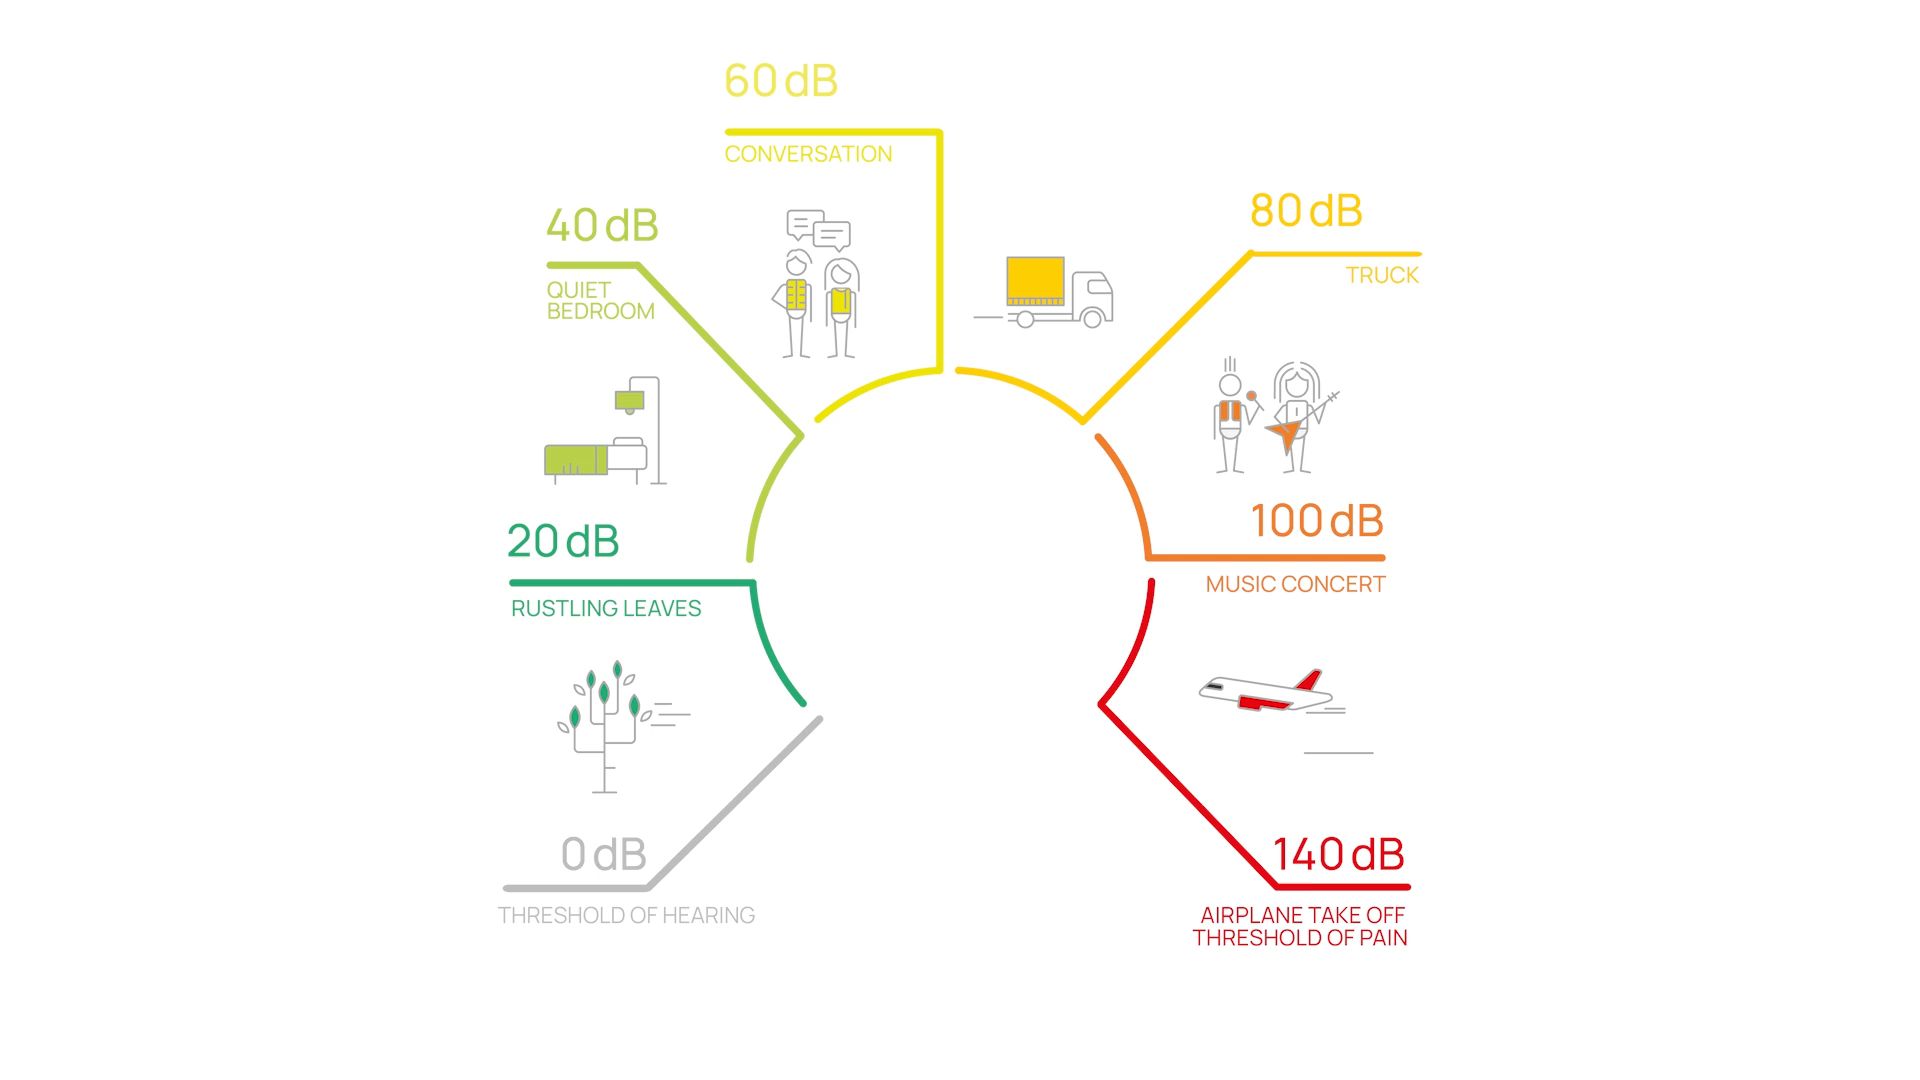 60 dB
CONVERSATION
40 dB
QUIET
BEDROOM
80 dB
TRUCK
20 dB
RUSTLING LEAVES
100 dB
MUSIC CONCERT
0 dB
THRESHOLD OF HEARING
140 dB
AIRPLANE TAKE OFF
THRESHOLD OF PAIN